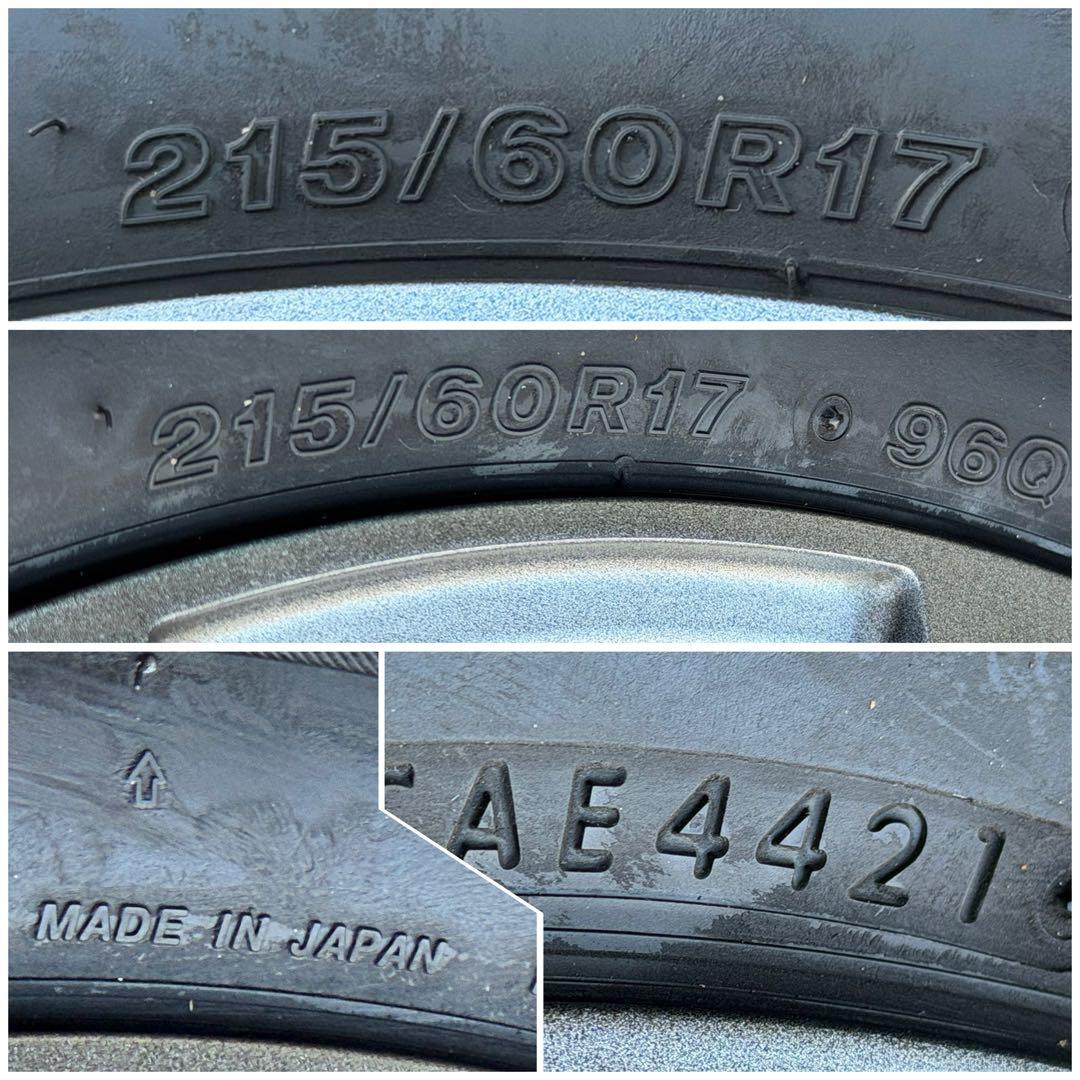 215/60R17
215/60R17 96Q
MADE IN JAPAN
AE4421